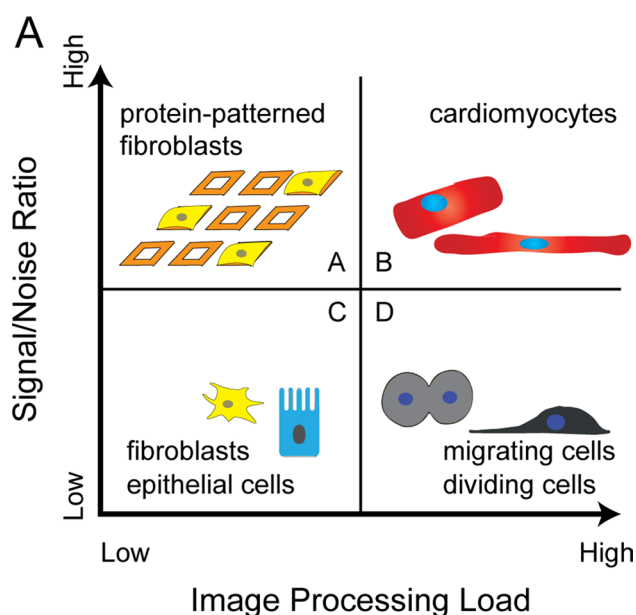 A
High
protein-patterned
fibroblasts
cardiomyocytes
A
B
Signal/Noise Ratio
C
D
fibroblasts
epithelial cells
migrating cells
dividing cells
Low
Low
High
Image Processing Load